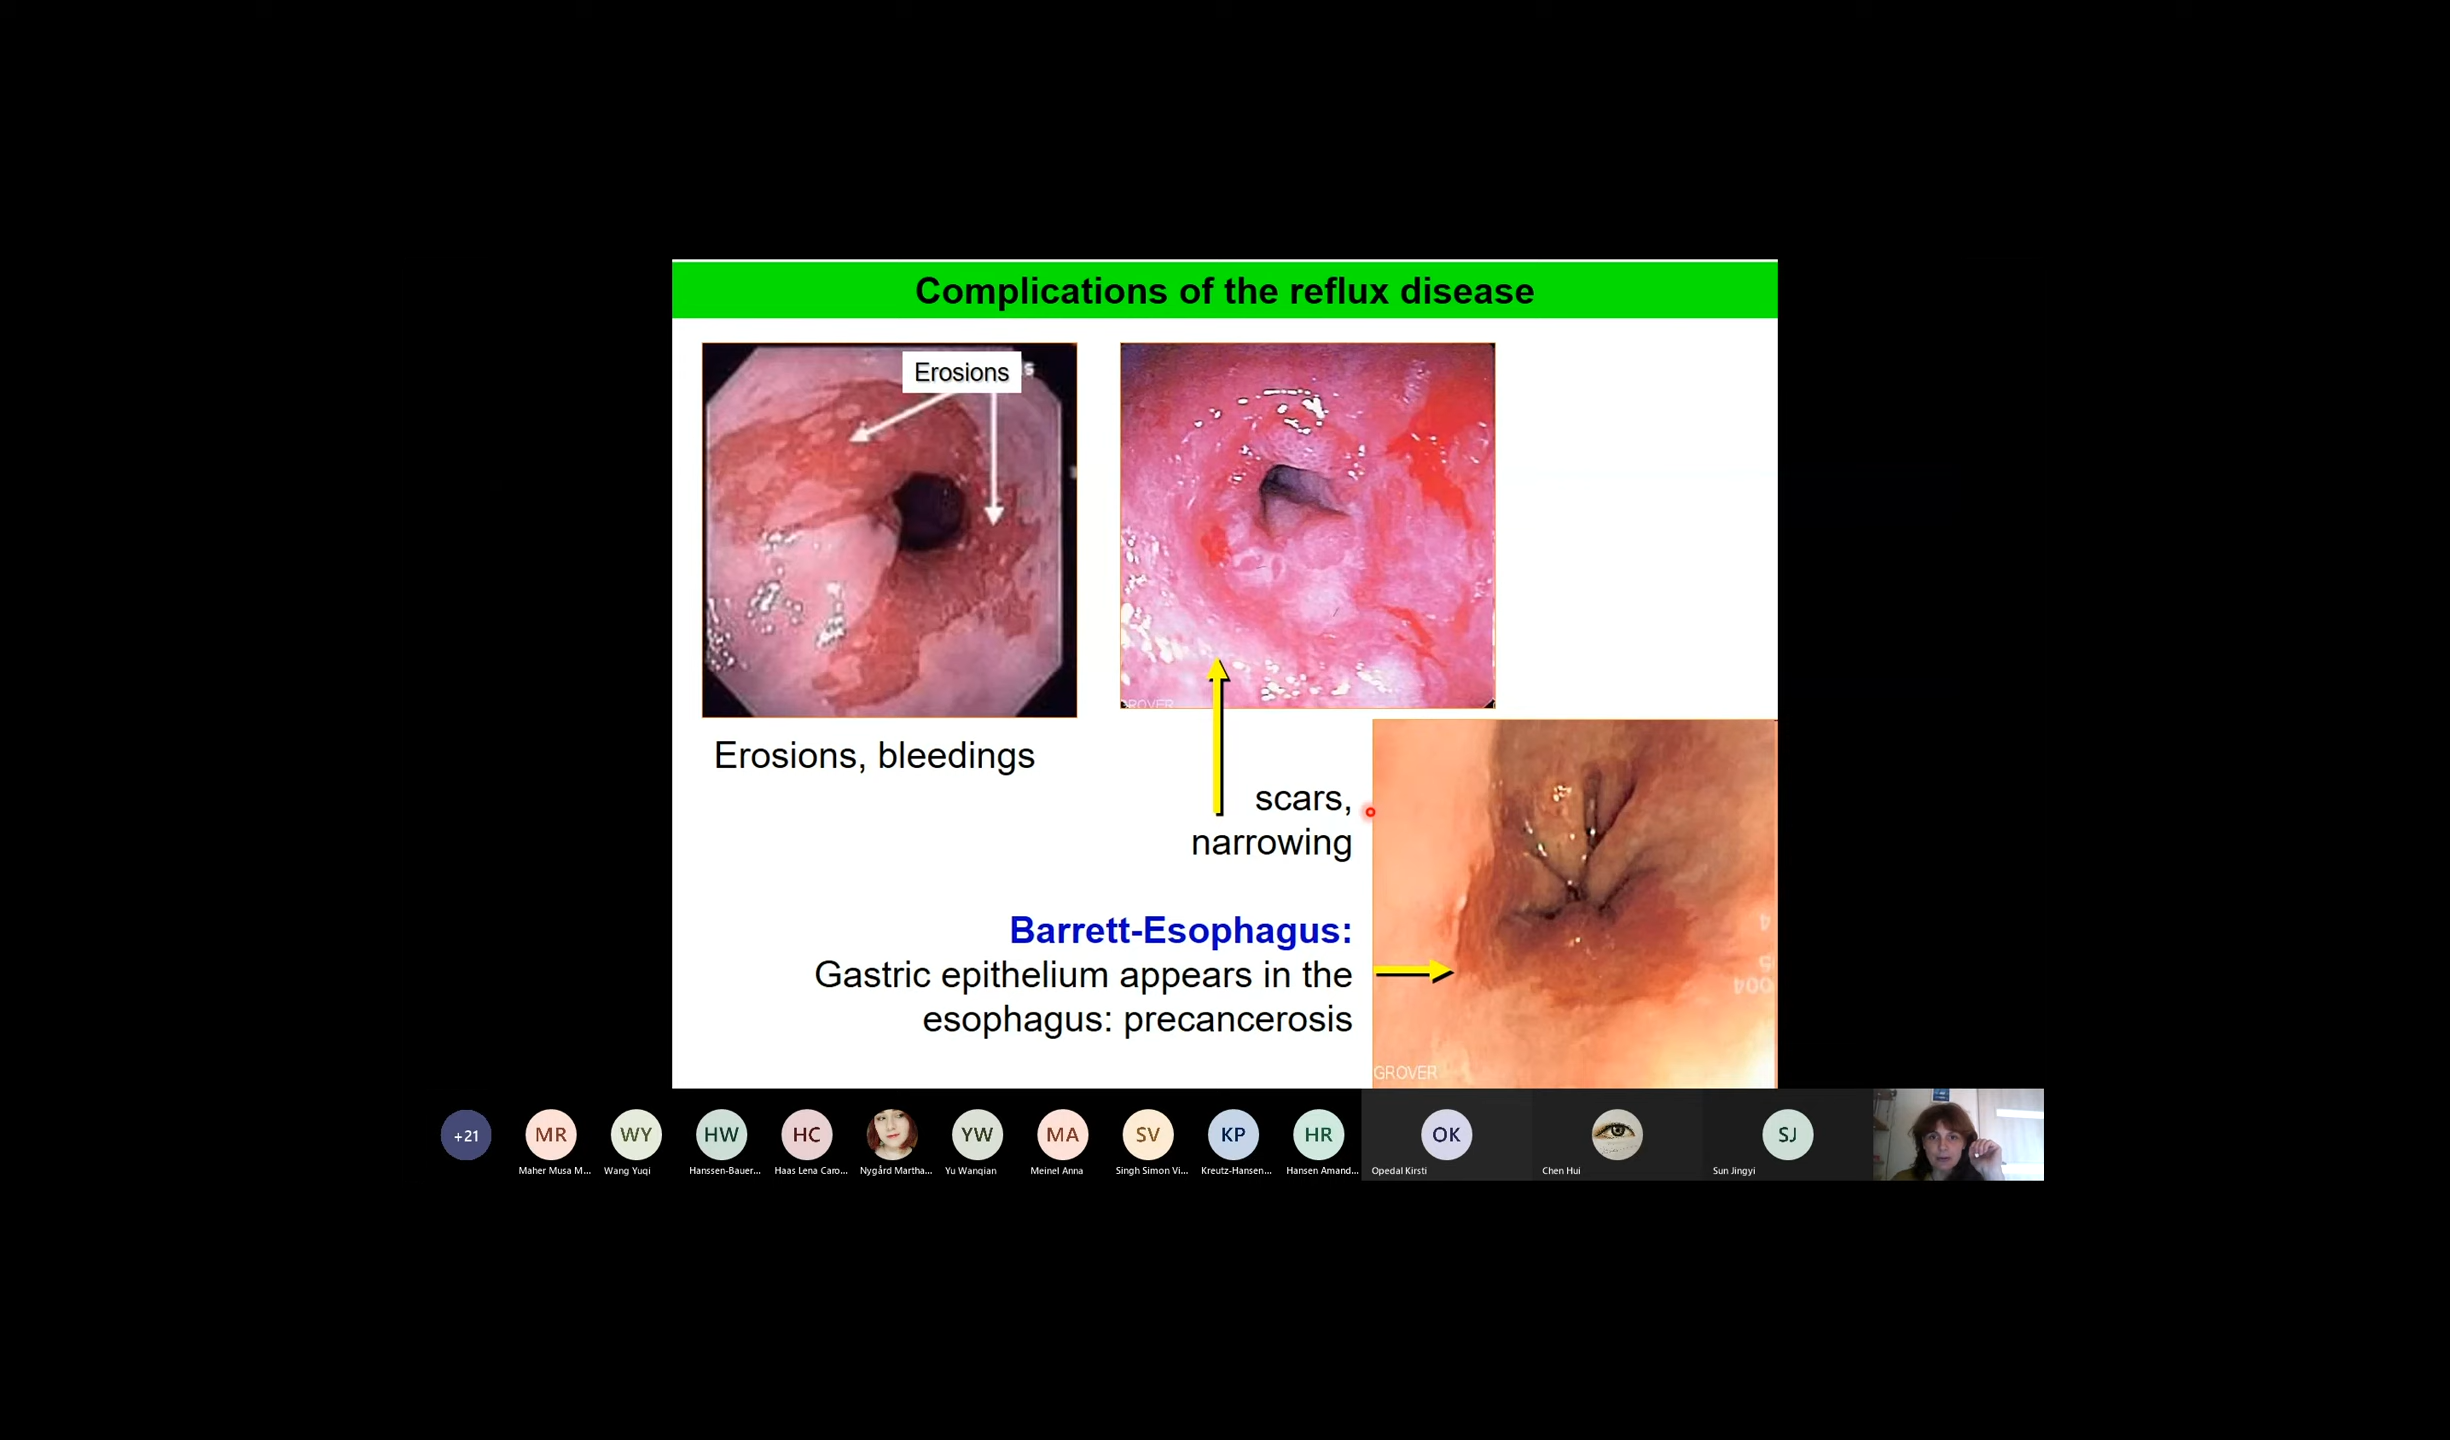 Complications of the reflux disease
Erosions
s
Erosions, bleedings
GROVER
scars,
narrowing
Barrett-Esophagus:
Gastric epithelium appears in the
esophagus: precancerosis
4
5
004
GROVER
+21
MR
WY
HW
HC
YW
MA
SV
KP
HR
OK
SJ
Maher Musa M...
Wang Yuqi
Hanssen-Bauer...
Haas Lena Caro...
Nygård Martha...
Yu Wanqian
Meinel Anna
Singh Simon Vi...
Kreutz-Hansen...
Hansen Amand...
Opedal Kirsti
Chen Hui
Sun Jingyi